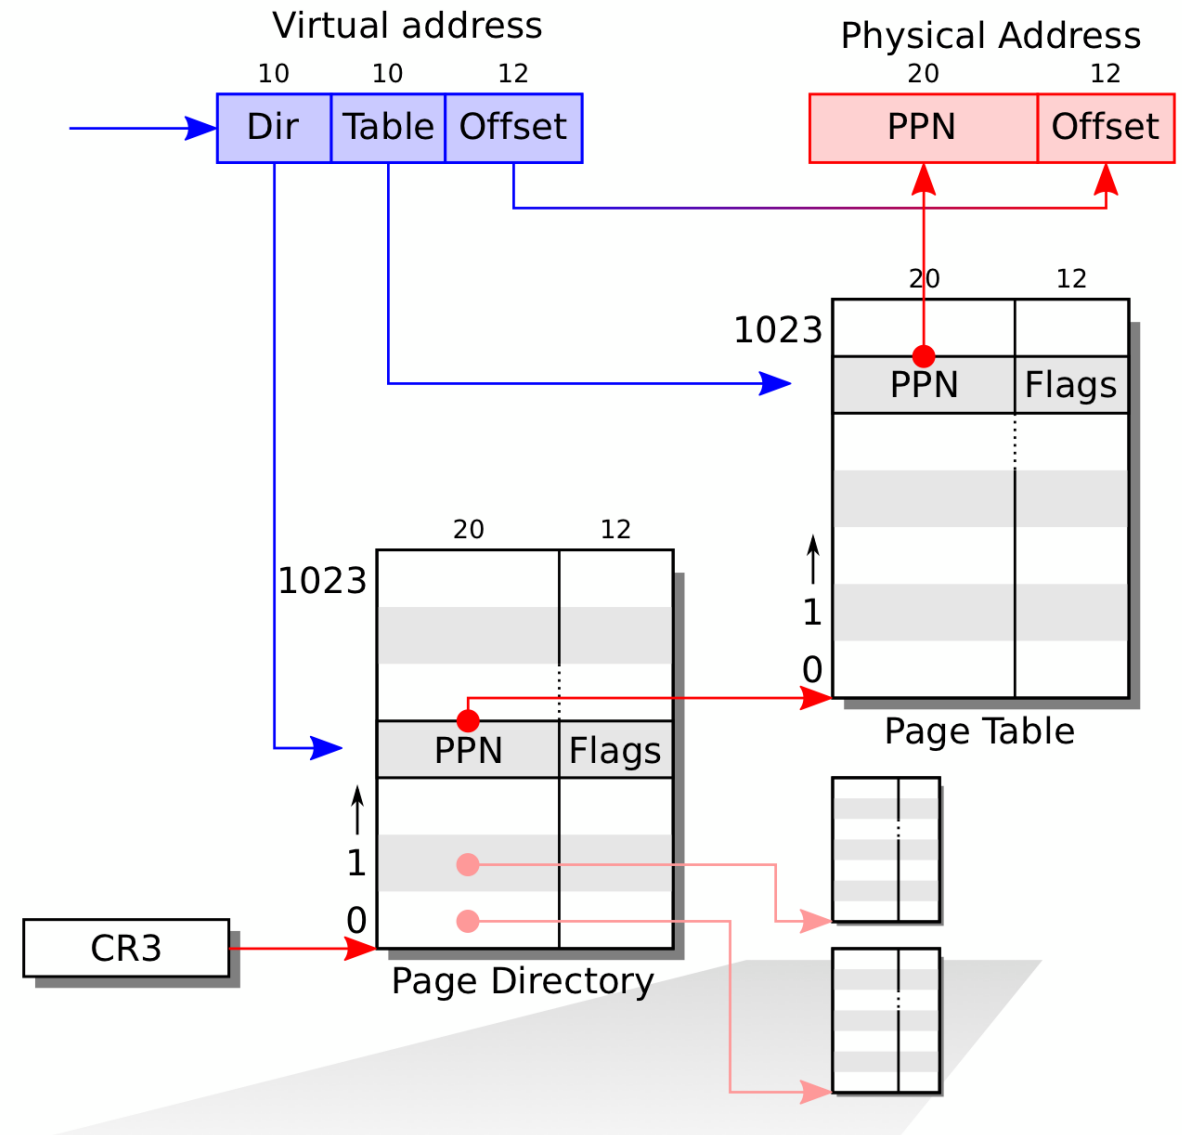 Virtual address
10 10 12
Dir Table Offset
Physical Address
20 12
PPN Offset
20 12
1023
PPN Flags
1
0
Page Table
20 12
1023
PPN Flags
1
0
Page Directory
CR3